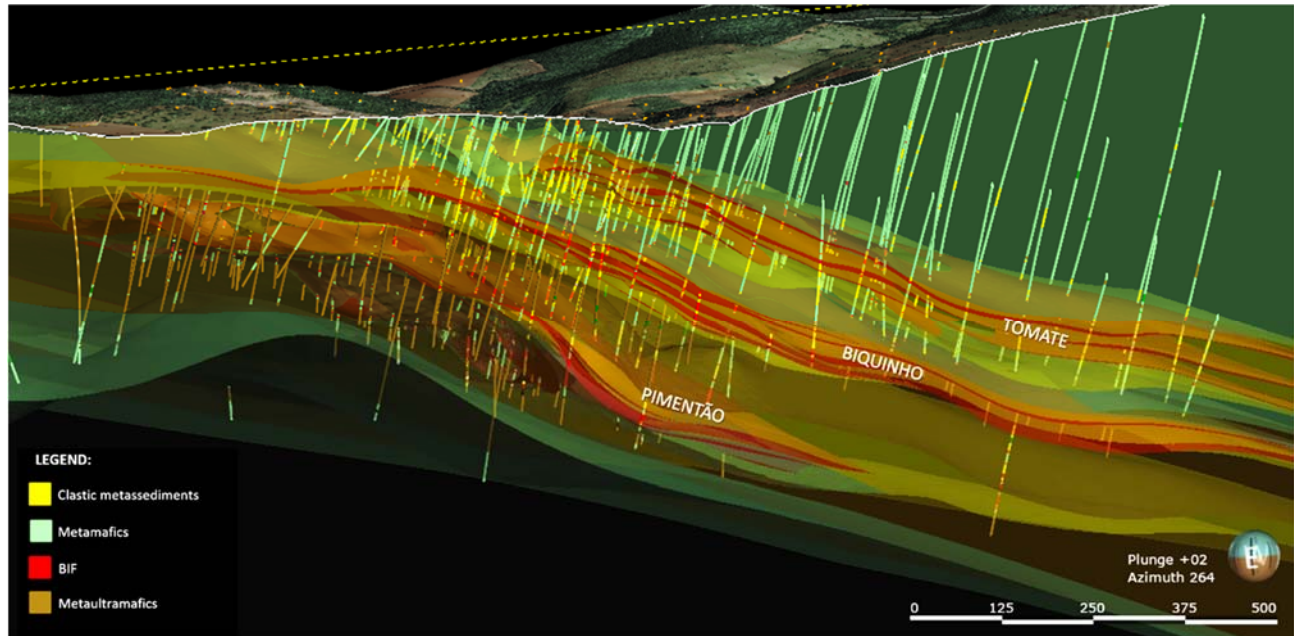 TOMATE
BIQUINHO
PIMENTÃO
LEGEND:
Clastic metassediments
Metamafics
BIF
Metaultramafics
Plunge +02
Azimuth 264
E
0 125 250 375 500